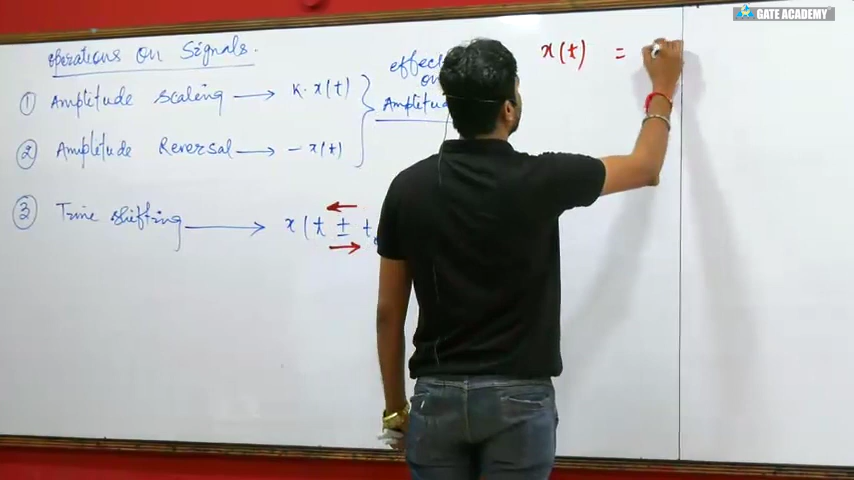 GATE ACADEMY
operations on Signals.
① Amplitude scaling → K. x(t)
② Amplitude Reversal → - x(t)
effect
on
Amplitude
③ Time shifting → x(t ± t
x(t) =